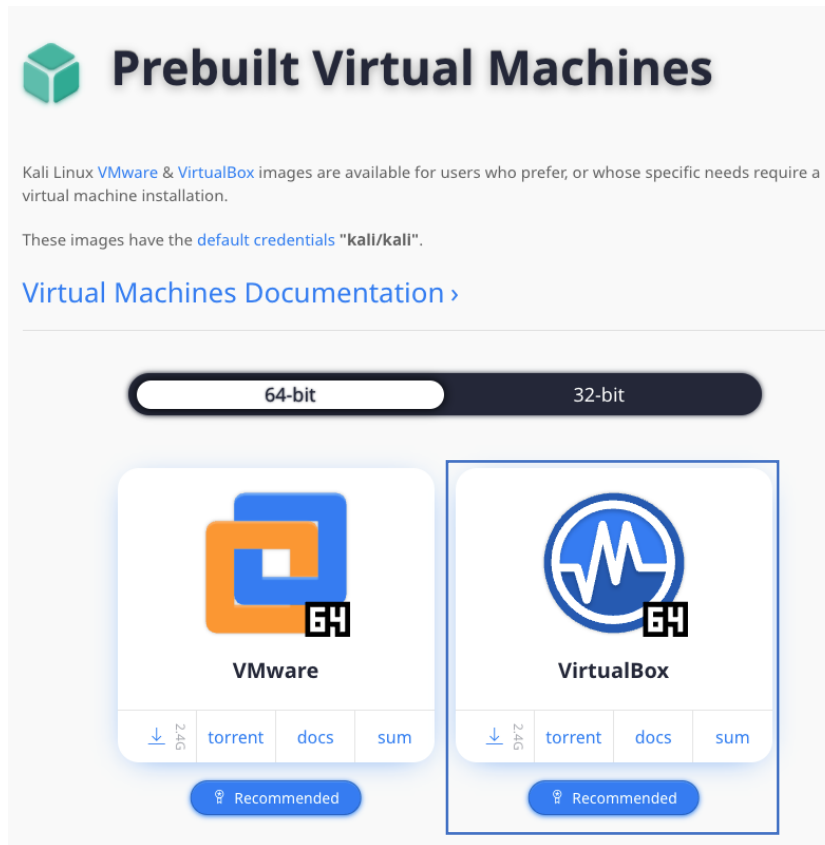 Prebuilt Virtual Machines
Kali Linux VMware & VirtualBox images are available for users who prefer, or whose specific needs require a
virtual machine installation.
These images have the default credentials "kali/kali".
Virtual Machines Documentation ›
64-bit 32-bit
64
VMware
2.4G torrent docs sum
Recommended
64
VirtualBox
2.4G torrent docs sum
Recommended